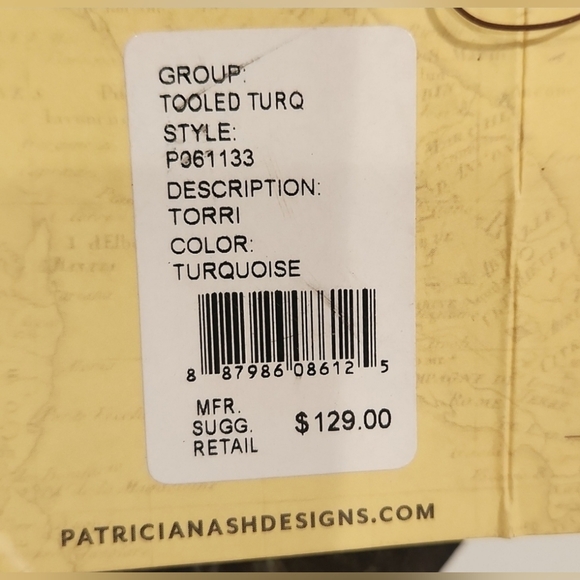 GROUP:
TOOLED TURQ
STYLE:
P061133
DESCRIPTION:
TORRI
COLOR:
TURQUOISE
8 87986 08612 5
MFR.
SUGG.
RETAIL
$129.00
PATRICIANASHDESIGNS.COM